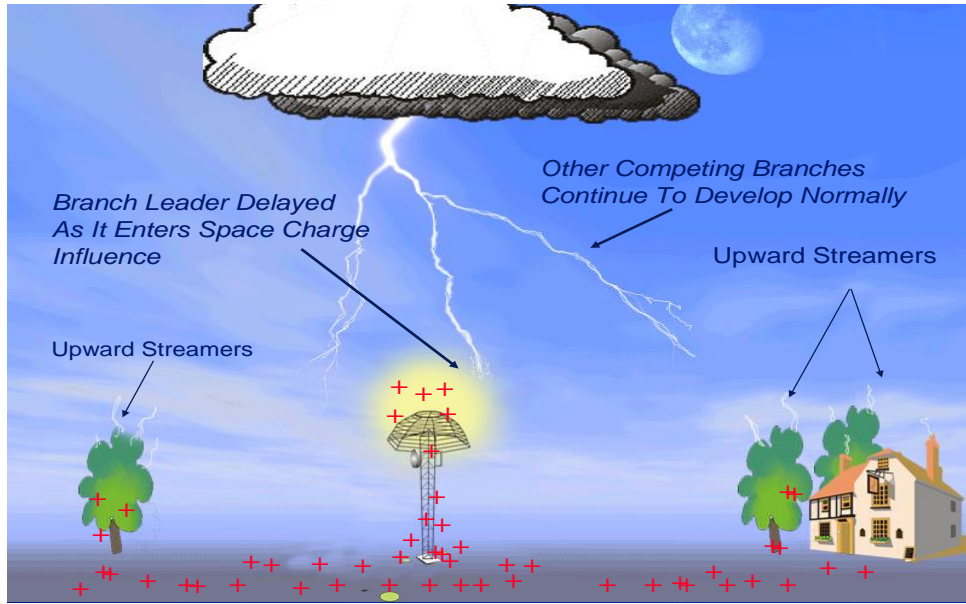 Other Competing Branches
Continue To Develop Normally
Branch Leader Delayed
As It Enters Space Charge
Influence
Upward Streamers
Upward Streamers